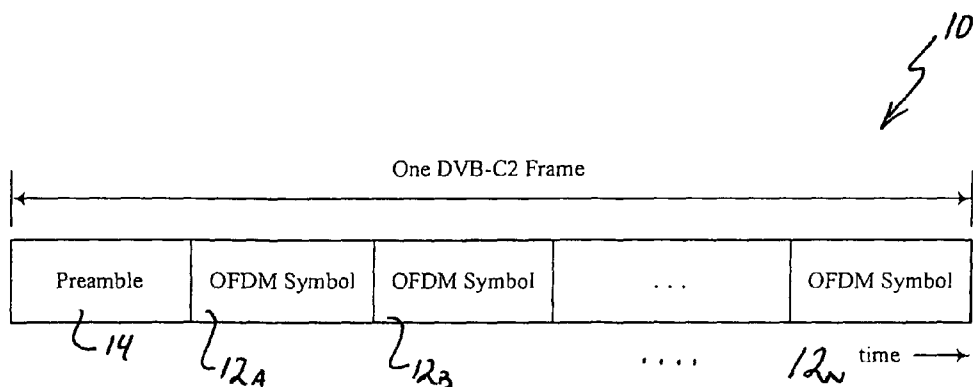 10
One DVB-C2 Frame
Preamble OFDM Symbol OFDM Symbol ... OFDM Symbol
14 12A 12B .... 12N time